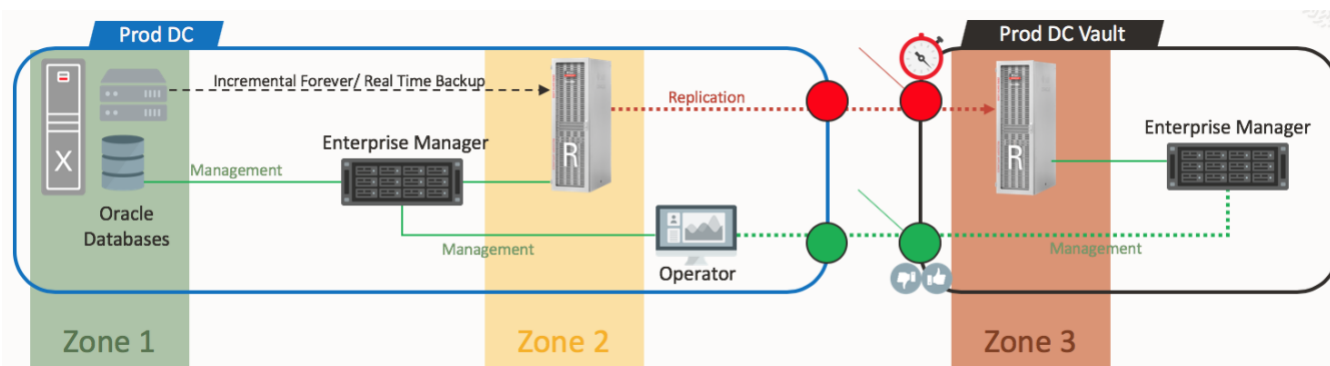 Prod DC
Prod DC Vault
Incremental Forever/ Real Time Backup
Replication
Enterprise Manager
Enterprise Manager
X
R
R
Management
Oracle
Databases
Management
Operator
Management
Zone 1
Zone 2
Zone 3